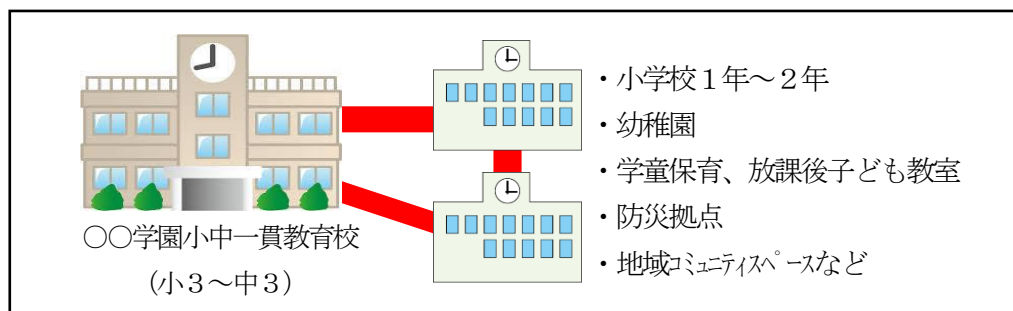 ○○学園小中一貫教育校
(小3～中3)
・小学校1年～2年
・幼稚園
・学童保育、放課後子ども教室
・防災拠点
・地域ｺﾐｭﾆﾃｨｽﾍﾟｰｽなど